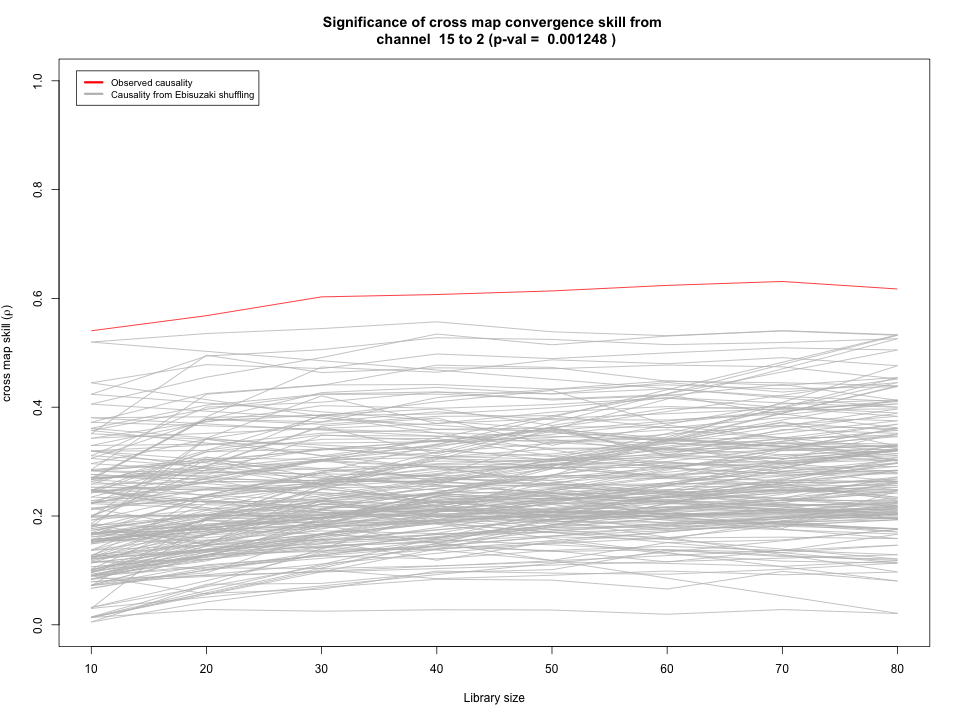 Significance of cross map convergence skill from
channel  15 to 2 (p-val =  0.001248 )
Observed causality
Causality from Ebisuzaki shuffling
cross map skill (ρ)
1.0
0.8
0.6
0.4
0.2
0.0
10 20 30 40 50 60 70 80
Library size